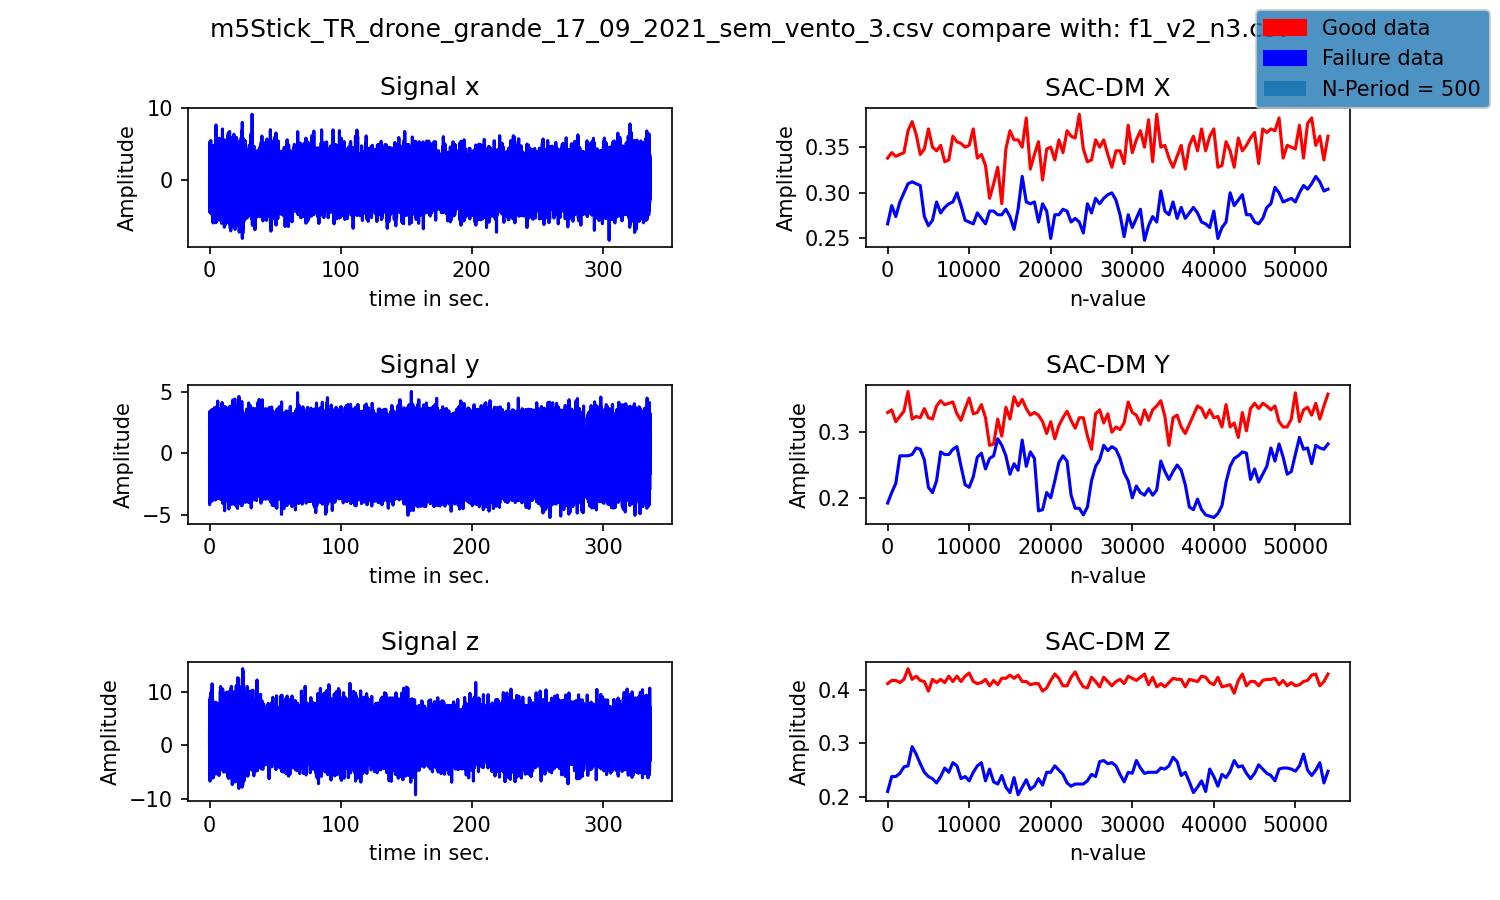 m5Stick_TR_drone_grande_17_09_2021_sem_vento_3.csv compare with: f1_v2_n3.csv
Good data
Failure data
N-Period = 500
Signal x
Amplitude
10
0
0 100 200 300
time in sec.
SAC-DM X
Amplitude
0.35
0.30
0.25
0 10000 20000 30000 40000 50000
n-value
Signal y
Amplitude
5
0
−5
0 100 200 300
time in sec.
SAC-DM Y
Amplitude
0.3
0.2
0 10000 20000 30000 40000 50000
n-value
Signal z
Amplitude
10
0
−10
0 100 200 300
time in sec.
SAC-DM Z
Amplitude
0.4
0.3
0.2
0 10000 20000 30000 40000 50000
n-value